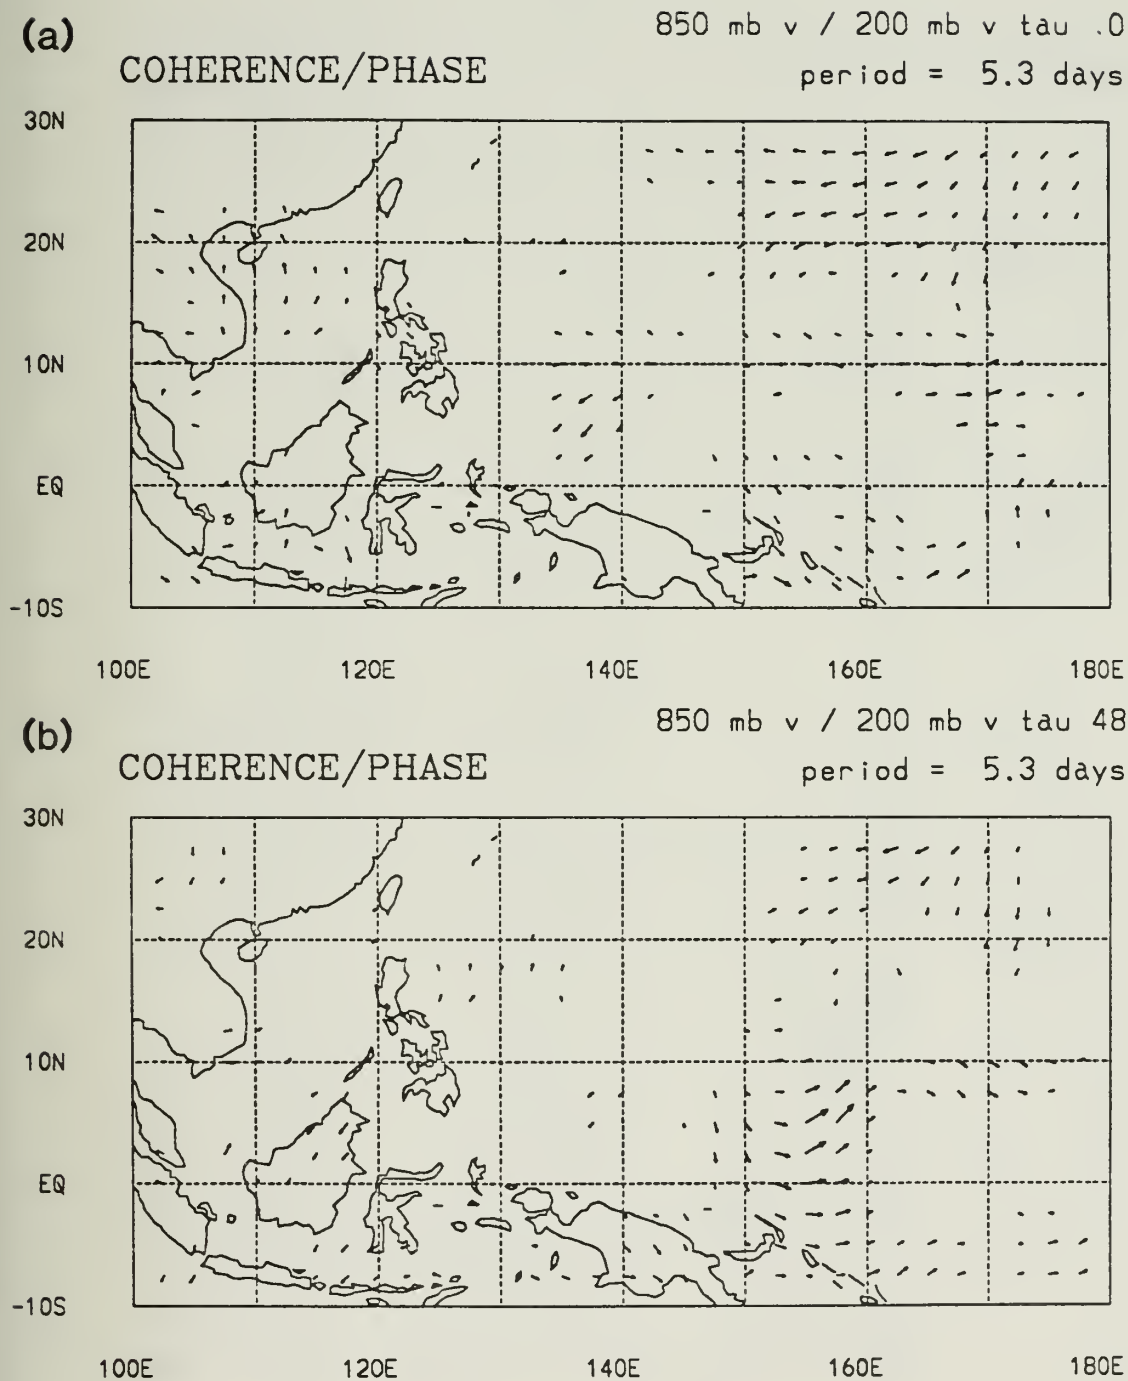 (a)
850 mb v / 200 mb v tau .0
COHERENCE/PHASE
period = 5.3 days
30N
20N
10N
EQ
-10S
100E 120E 140E 160E 180E
(b)
850 mb v / 200 mb v tau 48
COHERENCE/PHASE
period = 5.3 days
30N
20N
10N
EQ
-10S
100E 120E 140E 160E 180E